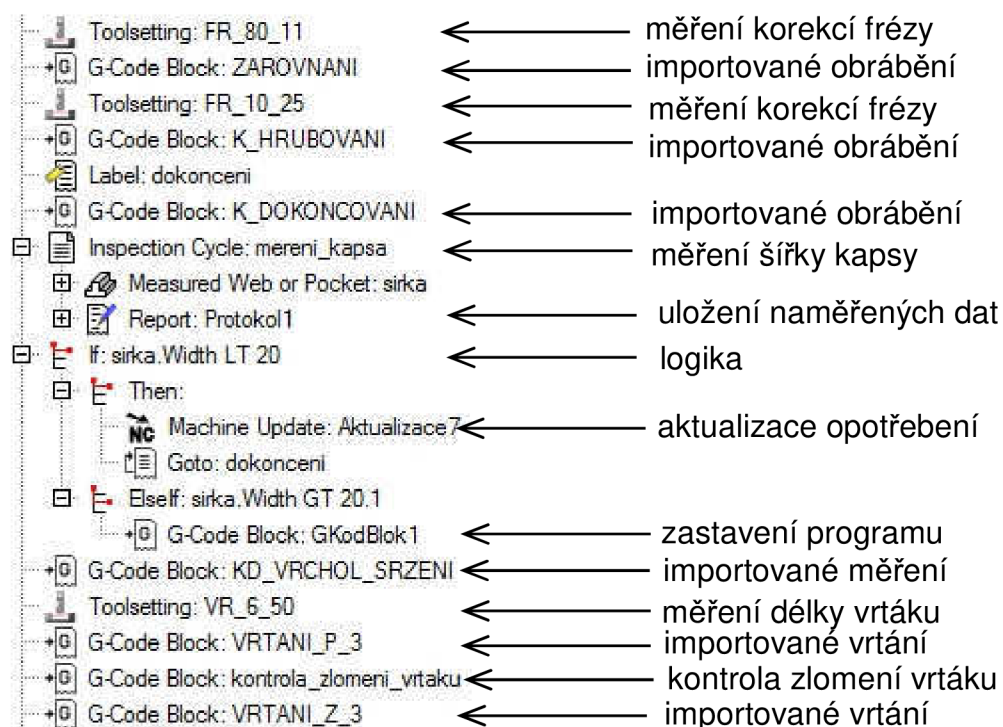 Toolsetting: FR_80_11 měření korekcí frézy
G-Code Block: ZAROVNANI importované obrábění
Toolsetting: FR_10_25 měření korekcí frézy
G-Code Block: K_HRUBOVANI importované obrábění
Label: dokonceni
G-Code Block: K_DOKONCOVANI importované obrábění
Inspection Cycle: mereni_kapsa měření šířky kapsy
Measured Web or Pocket: sirka
Report: Protokol1 uložení naměřených dat
If: sirka.Width LT 20 logika
Then:
NC Machine Update: Aktualizace7 aktualizace opotřebení
Goto: dokonceni
ElseIf: sirka.Width GT 20.1
G-Code Block: GKodBlok1 zastavení programu
G-Code Block: KD_VRCHOL_SRZENI importované měření
Toolsetting: VR_6_50 měření délky vrtáku
G-Code Block: VRTANI_P_3 importované vrtání
G-Code Block: kontrola_zlomeni_vrtaku kontrola zlomení vrtáku
G-Code Block: VRTANI_Z_3 importované vrtání